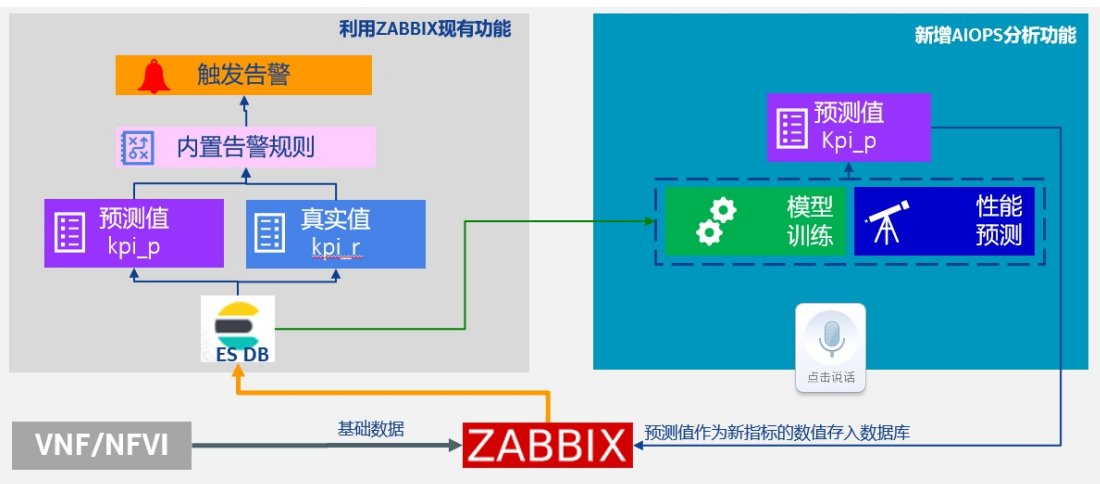 利用ZABBIX现有功能
触发告警
内置告警规则
预测值
kpi_p
真实值
kpi_r
ES DB
新增AIOPS分析功能
预测值
Kpi_p
模型
训练
性能
预测
点击说话
VNF/NFVI
基础数据
ZABBIX
预测值作为新指标的数值存入数据库